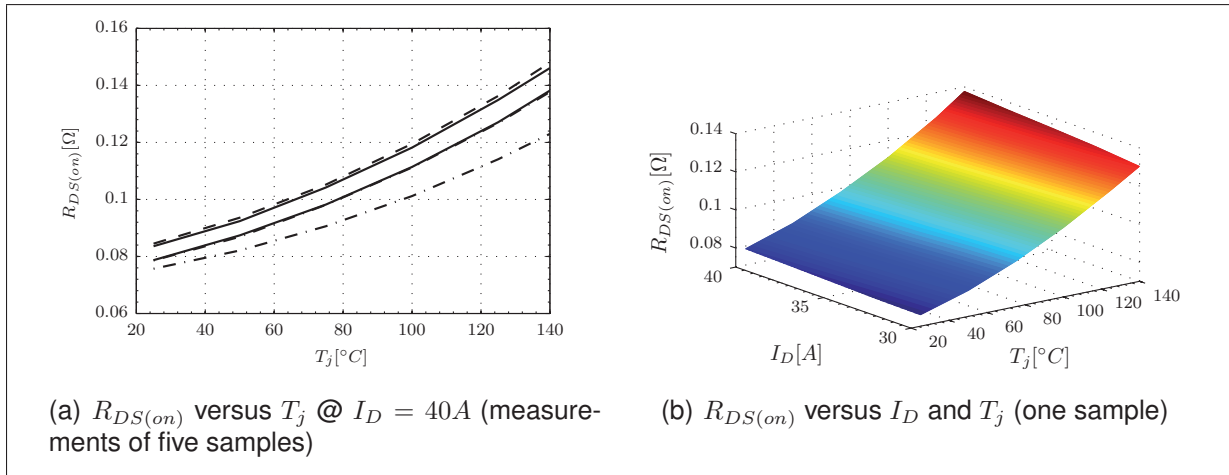 0.16
0.14
0.12
0.1
0.08
0.06
R_{DS(on)}[Ω]
20 40 60 80 100 120 140
T_j[°C]
0.14
0.12
0.1
0.08
R_{DS(on)}[Ω]
40
35
30
I_D[A]
20 40 60 80 100 120 140
T_j[°C]
(a) R_{DS(on)} versus T_j @ I_D = 40A (measure-
ments of five samples)
(b) R_{DS(on)} versus I_D and T_j (one sample)